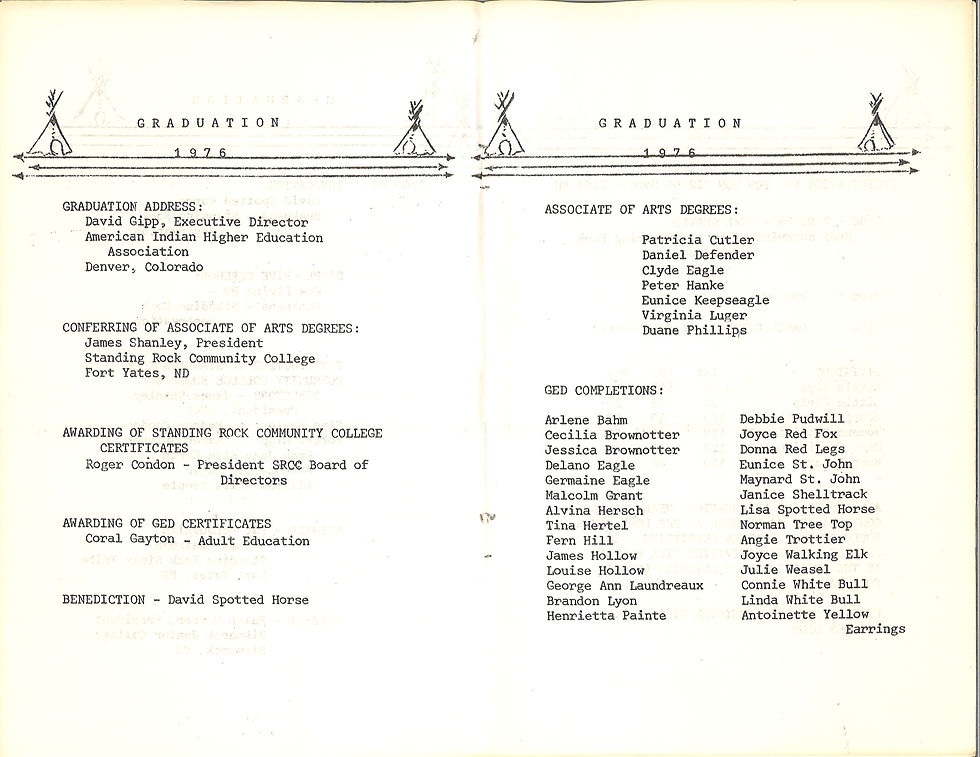 GRADUATION
1976
GRADUATION ADDRESS:
David Gipp, Executive Director
American Indian Higher Education
Association
Denver, Colorado
CONFERRING OF ASSOCIATE OF ARTS DEGREES:
James Shanley, President
Standing Rock Community College
Fort Yates, ND
AWARDING OF STANDING ROCK COMMUNITY COLLEGE
CERTIFICATES
Roger Condon - President SRCC Board of
Directors
AWARDING OF GED CERTIFICATES
Coral Gayton - Adult Education
BENEDICTION - David Spotted Horse
GRADUATION
1976
ASSOCIATE OF ARTS DEGREES:
Patricia Cutler
Daniel Defender
Clyde Eagle
Peter Hanke
Eunice Keepseagle
Virginia Luger
Duane Phillips
GED COMPLETIONS:
Arlene Bahm
Cecilia Brownotter
Jessica Brownotter
Delano Eagle
Germaine Eagle
Malcolm Grant
Alvina Hersch
Tina Hertel
Fern Hill
James Hollow
Louise Hollow
George Ann Laundreaux
Brandon Lyon
Henrietta Painte
Debbie Pudwill
Joyce Red Fox
Donna Red Legs
Eunice St. John
Maynard St. John
Janice Shelltrack
Lisa Spotted Horse
Norman Tree Top
Angie Trottier
Joyce Walking Elk
Julie Weasel
Connie White Bull
Linda White Bull
Antoinette Yellow
Earrings